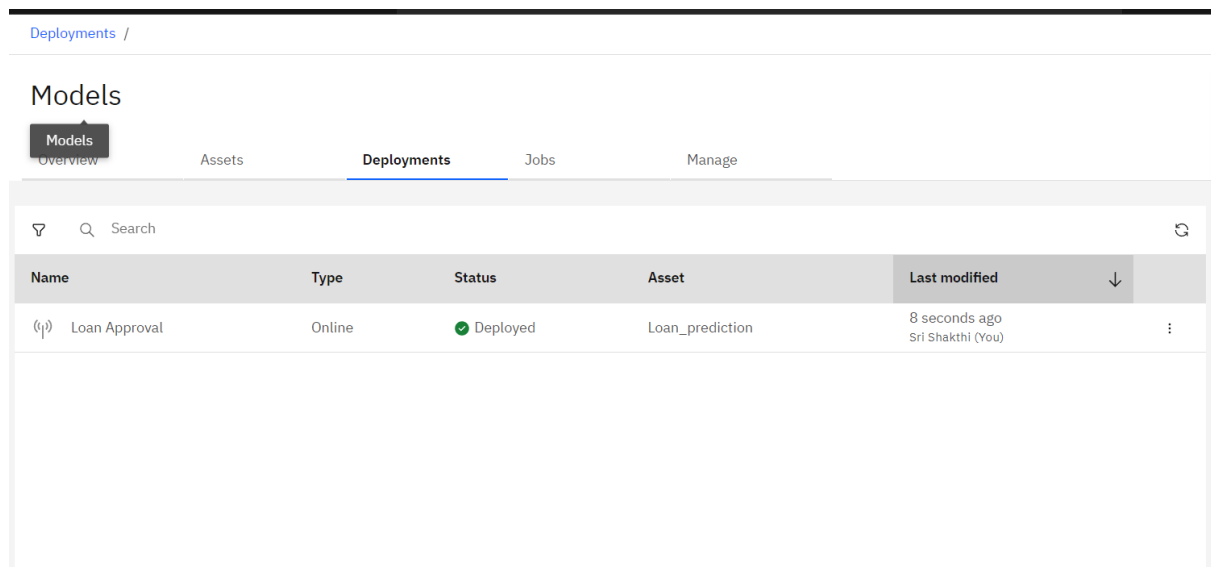 Deployments /
Models
Models
Overview Assets Deployments Jobs Manage
Search
Name Type Status Asset Last modified
Loan Approval Online Deployed Loan_prediction 8 seconds ago
Sri Shakthi (You)